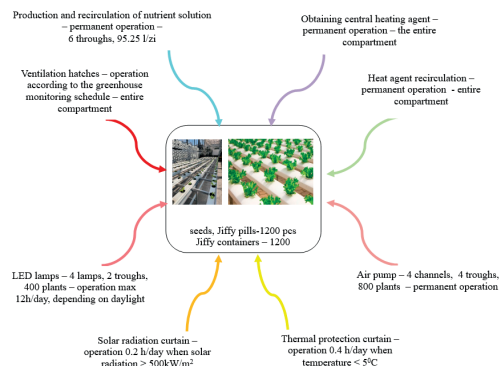 Production and recirculation of nutrient solution
– permanent operation –
6 throughs, 95.25 l/zi
Obtaining central heating agent –
permanent operation – the entire
compartment
Ventilation hatches – operation
according to the greenhouse
monitoring schedule – entire
compartment
Heat agent recirculation –
permanent operation - entire
compartment
seeds, Jiffy pills-1200 pcs
Jiffy containers – 1200
LED lamps – 4 lamps, 2 troughs,
400 plants – operation max
12h/day, depending on daylight
Air pump – 4 channels, 4 troughs,
800 plants – permanent operation
Solar radiation curtain –
operation 0.2 h/day when solar
radiation ≥ 500kW/m²
Thermal protection curtain –
operation 0.4 h/day when
temperature < 5⁰C